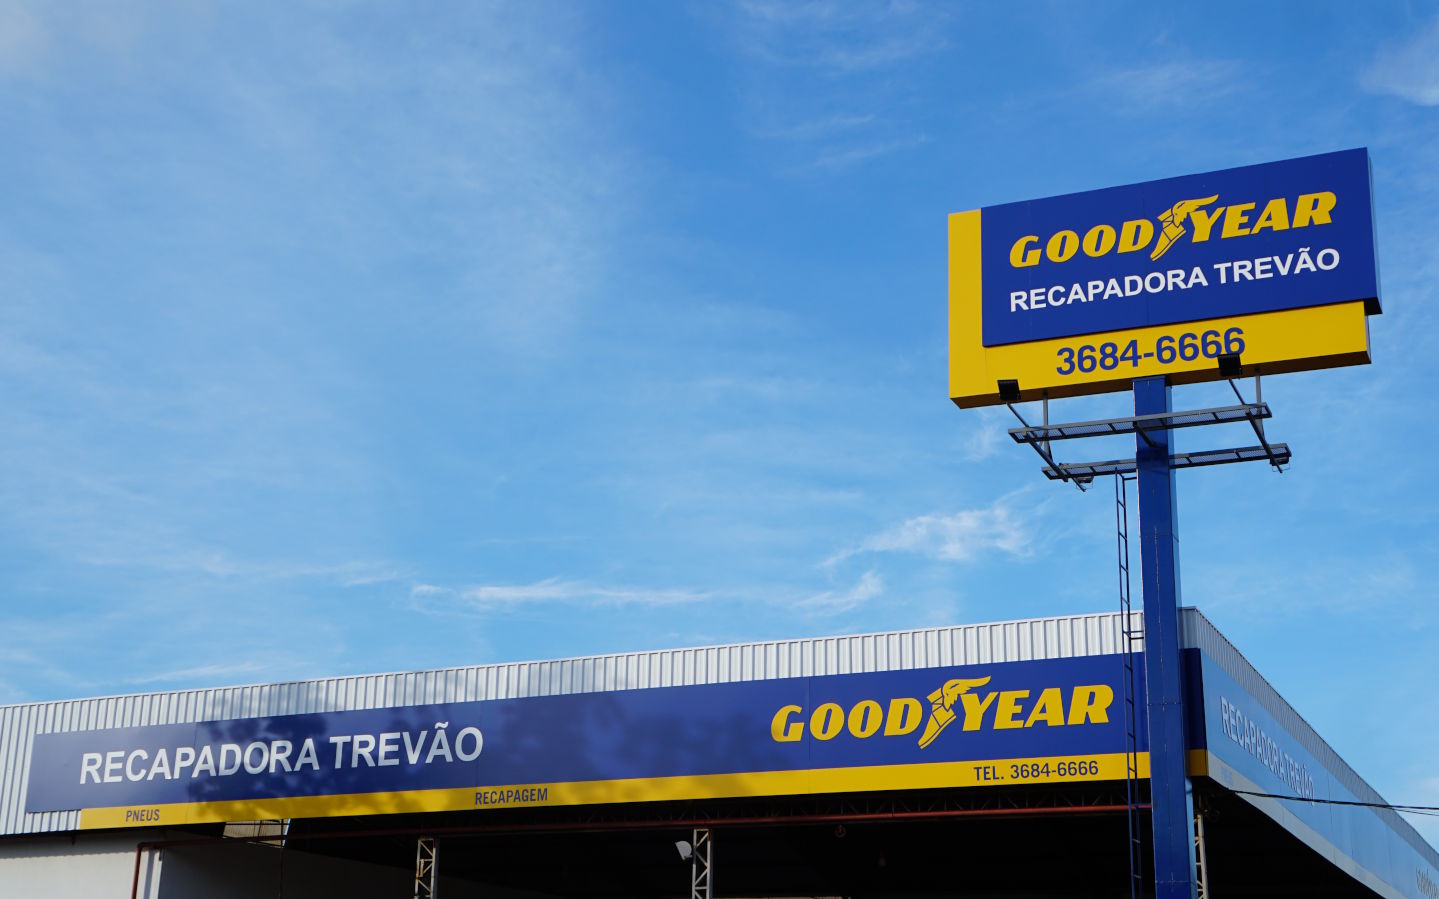 GOODYEAR
RECAPADORA TREVÃO
3684-6666
RECAPADORA TREVÃO
GOODYEAR
TEL. 3684-6666
PNEUS
RECAPAGEM
RECAPADORA TREVÃO